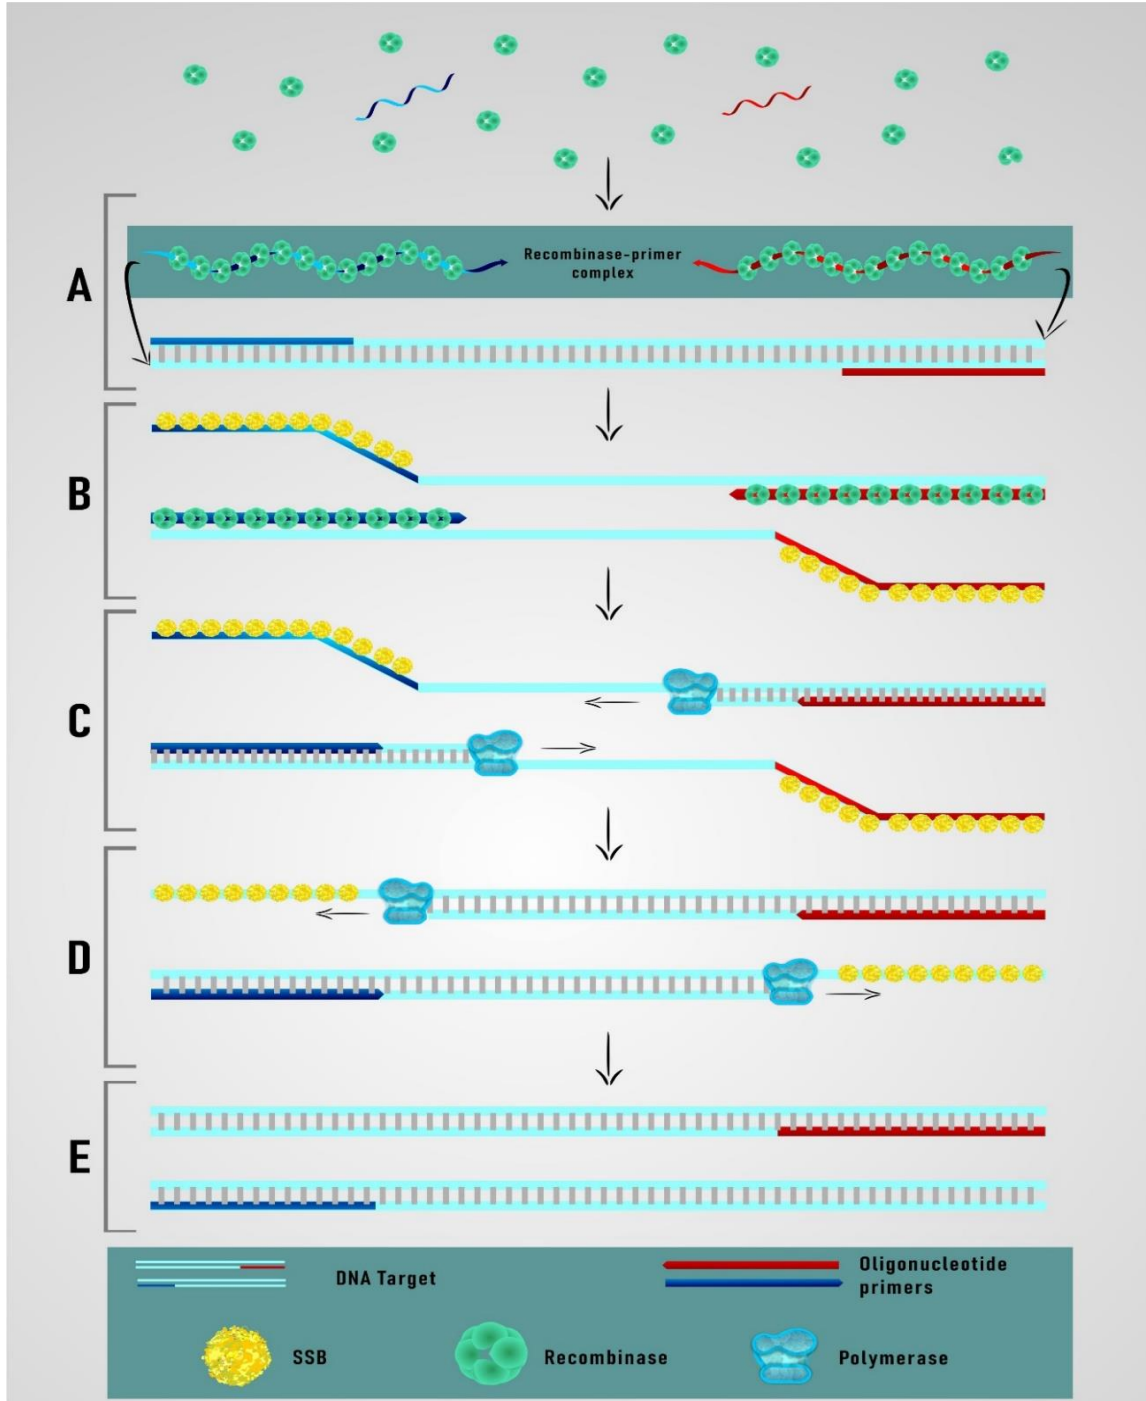 A
Recombinase-primer
complex
B
C
D
E
DNA Target
Oligonucleotide
primers
SSB
Recombinase
Polymerase